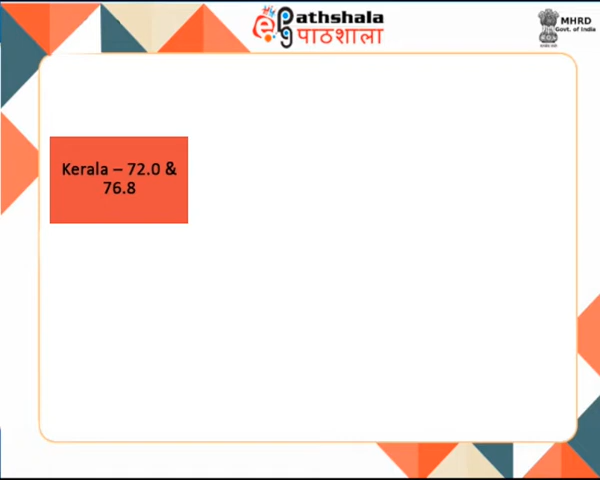 Pathshala
पाठशाला
MHRD
Govt. of India
Kerala – 72.0 &
76.8